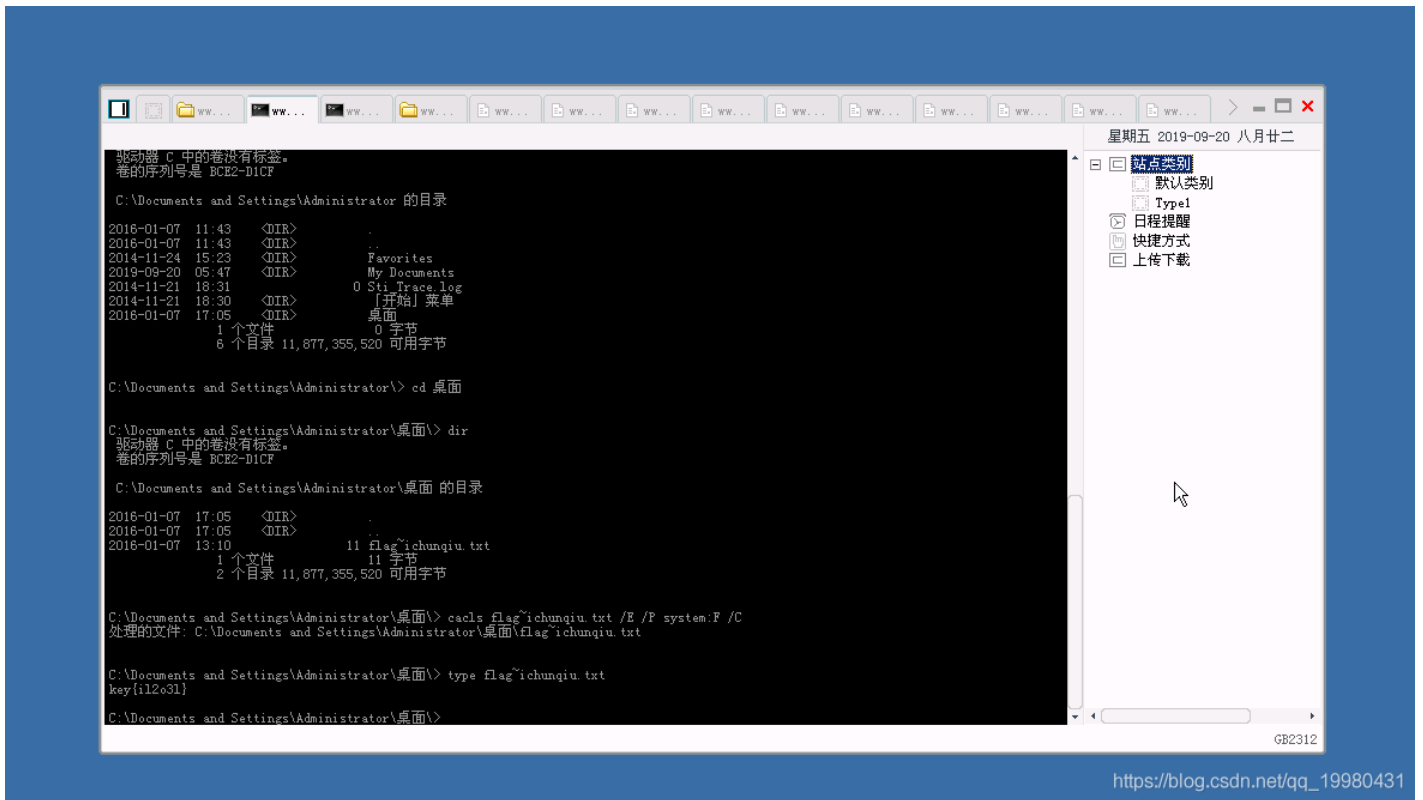 ww... ww... ww... ww... ww... ww... ww... ww... ww... ww... ww... ww... ww... ww...
星期五 2019-09-20 八月廿二
驱动器 C 中的卷没有标签。
卷的序列号是 BCE2-D1CF
C:\Documents and Settings\Administrator 的目录
2016-01-07 11:43 <DIR> .
2016-01-07 11:43 <DIR> ..
2014-11-24 15:23 <DIR> Favorites
2019-09-20 05:47 <DIR> My Documents
2014-11-21 18:31 0 Sti_Trace.log
2014-11-21 18:30 <DIR> 「开始」菜单
2016-01-07 17:05 <DIR> 桌面
1 个文件 0 字节
6 个目录 11,877,355,520 可用字节
C:\Documents and Settings\Administrator\> cd 桌面
C:\Documents and Settings\Administrator\桌面\> dir
驱动器 C 中的卷没有标签。
卷的序列号是 BCE2-D1CF
C:\Documents and Settings\Administrator\桌面 的目录
2016-01-07 17:05 <DIR> .
2016-01-07 17:05 <DIR> ..
2016-01-07 13:10 11 flag~ichunqiu.txt
1 个文件 11 字节
2 个目录 11,877,355,520 可用字节
C:\Documents and Settings\Administrator\桌面\> cacls flag~ichunqiu.txt /E /P system:F /C
处理的文件: C:\Documents and Settings\Administrator\桌面\flag~ichunqiu.txt
C:\Documents and Settings\Administrator\桌面\> type flag~ichunqiu.txt
key{il2o3l}
C:\Documents and Settings\Administrator\桌面\>
站点类别
默认类别
Type1
日程提醒
快捷方式
上传下载
GB2312
https://blog.csdn.net/qq_19980431